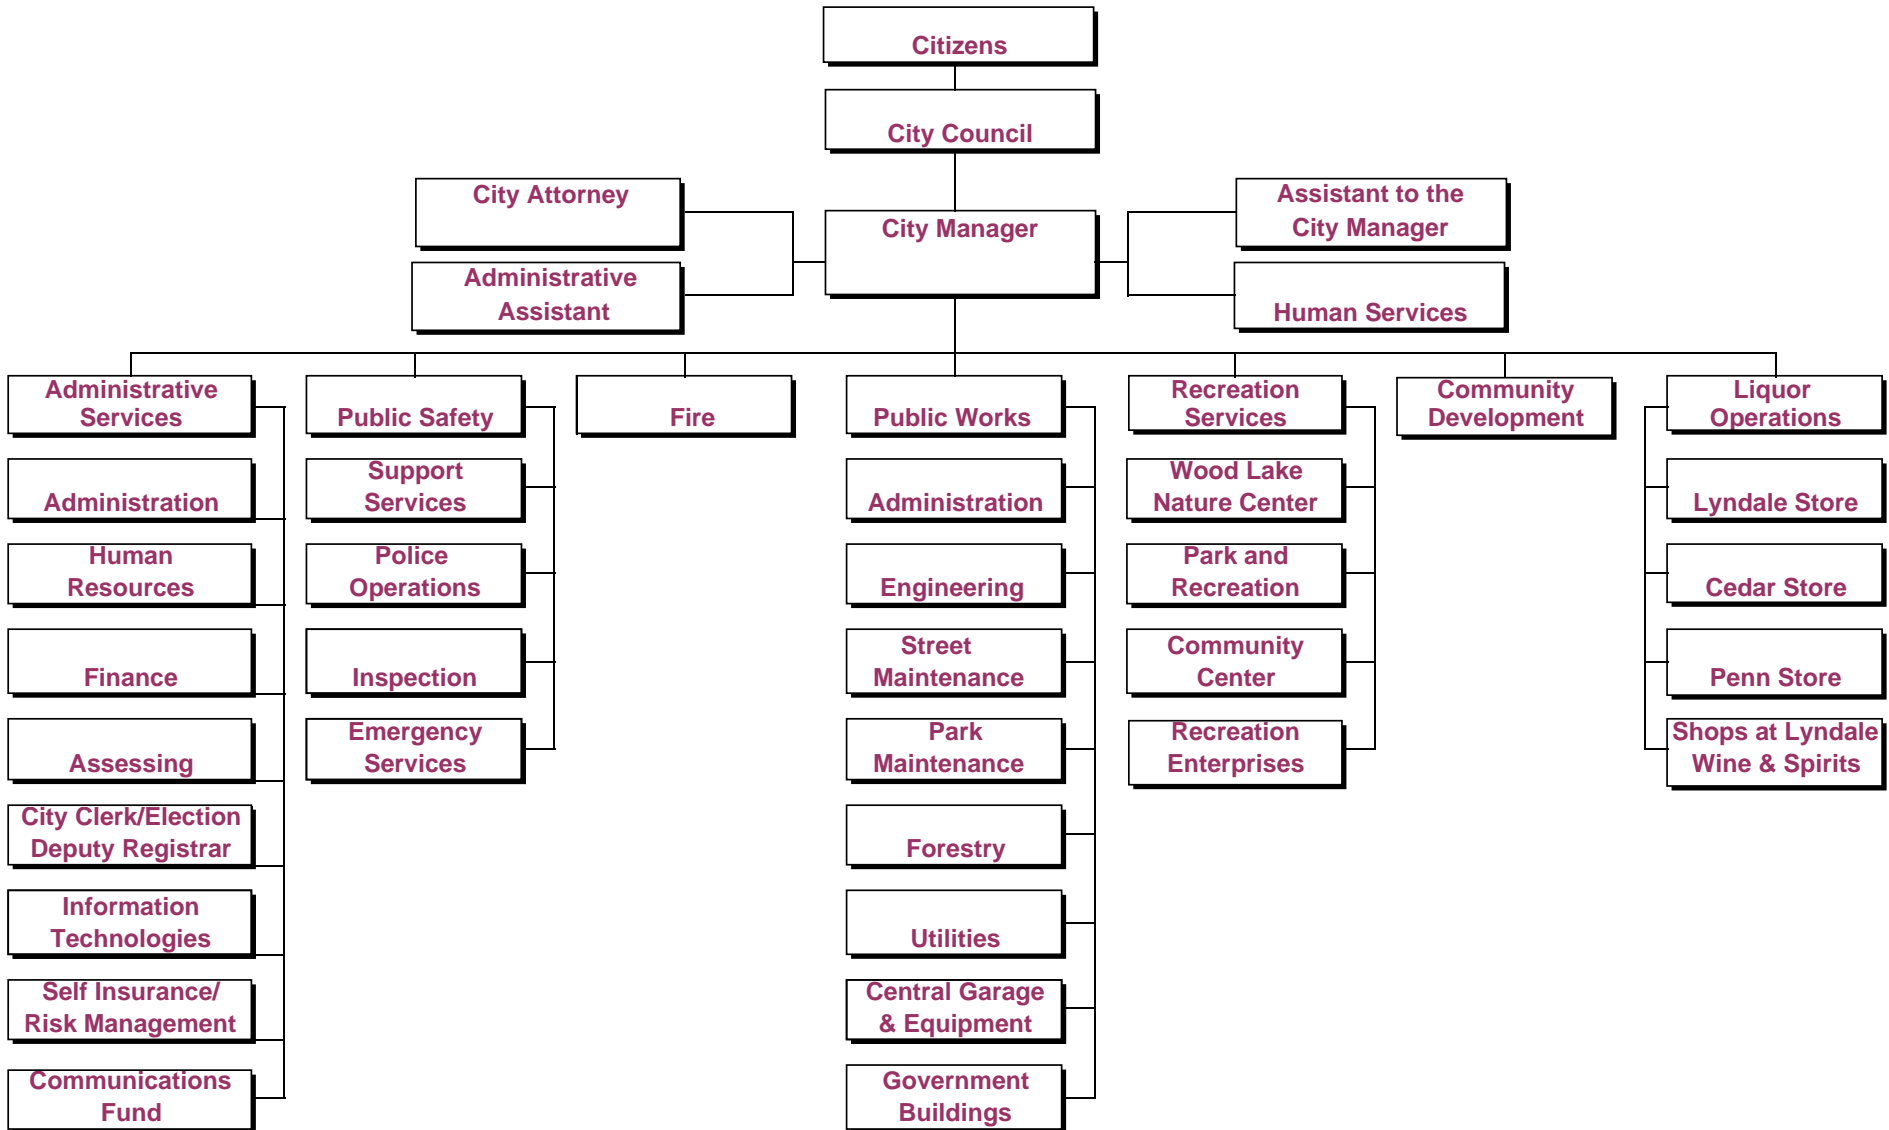 Citizens
City Council
City Attorney
City Manager
Assistant to the
City Manager
Administrative
Assistant
Human Services
Administrative
Services
Public Safety
Fire
Public Works
Recreation
Services
Community
Development
Liquor
Operations
Administration
Human
Resources
Finance
Assessing
City Clerk/Election
Deputy Registrar
Information
Technologies
Self Insurance/
Risk Management
Communications
Fund
Support
Services
Police
Operations
Inspection
Emergency
Services
Administration
Engineering
Street
Maintenance
Park
Maintenance
Forestry
Utilities
Central Garage
& Equipment
Government
Buildings
Wood Lake
Nature Center
Park and
Recreation
Community
Center
Recreation
Enterprises
Lyndale Store
Cedar Store
Penn Store
Shops at Lyndale
Wine & Spirits